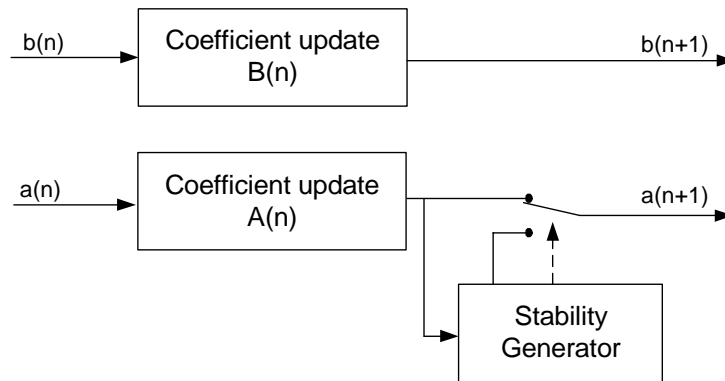 b(n)
Coefficient update
B(n)
b(n+1)
a(n)
Coefficient update
A(n)
a(n+1)
Stability
Generator